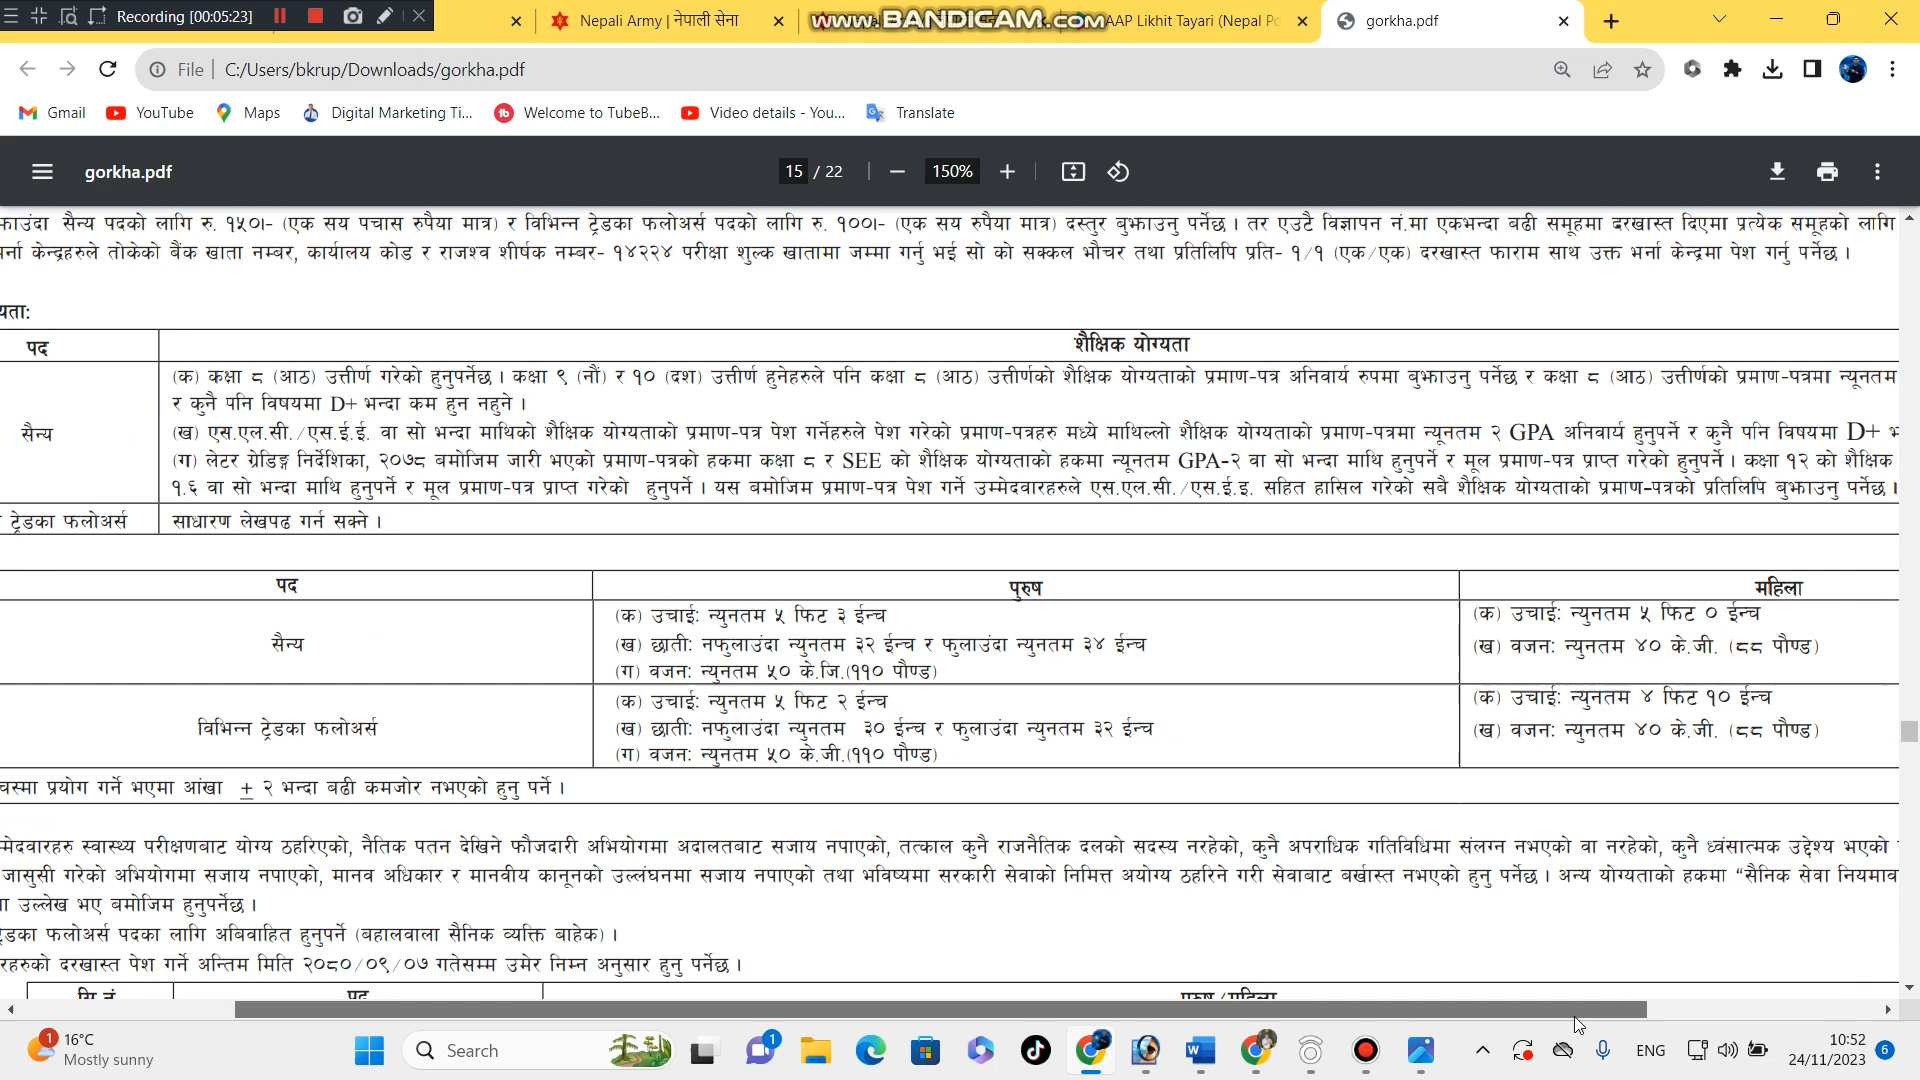 Recording [00:05:23]
Nepali Army | नेपाली सेना
www.BANDICAM.com
AAP Likhit Tayari (Nepal Po
gorkha.pdf
File
C:/Users/bkrup/Downloads/gorkha.pdf
Gmail
YouTube
Maps
Digital Marketing Ti...
Welcome to TubeB...
Video details - You...
Translate
gorkha.pdf
15 / 22
150%
फाउंदा सैन्य पदको लागि रु. १५०।- (एक सय पचास रुपैया मात्र) र विभिन्न ट्रेडका फलोअर्स पदको लागि रु. १००।- (एक सय रुपैया मात्र) दस्तुर बुझाउनु पर्नेछ । तर एउटै विज्ञापन नं.मा एकभन्दा बढी समूहमा दरखास्त दिएमा प्रत्येक समूहको लागि
भर्ना केन्द्रहरुले तोकेको बैंक खाता नम्बर, कार्यालय कोड र राजश्व शीर्षक नम्बर- १४२२४ परीक्षा शुल्क खातामा जम्मा गर्नु भई सो को सक्कल भौचर तथा प्रतिलिपि प्रति- १/१ (एक/एक) दरखास्त फाराम साथ उक्त भर्ना केन्द्रमा पेश गर्नु पर्नेछ ।
यता:
पद
शैक्षिक योग्यता
सैन्य
(क) कक्षा ८ (आठ) उत्तीर्ण गरेको हुनुपर्नेछ । कक्षा ९ (नौं) र १० (दश) उत्तीर्ण हुनेहरुले पनि कक्षा ८ (आठ) उत्तीर्णको शैक्षिक योग्यताको प्रमाण-पत्र अनिवार्य रुपमा बुझाउनु पर्नेछ र कक्षा ८ (आठ) उत्तीर्णको प्रमाण-पत्रमा न्यूनतम
र कुनै पनि विषयमा D+ भन्दा कम हुन नहुने ।
(ख) एस.एल.सी./एस.ई.ई. वा सो भन्दा माथिको शैक्षिक योग्यताको प्रमाण-पत्र पेश गर्नेहरुले पेश गरेको प्रमाण-पत्रहरु मध्ये माथिल्लो शैक्षिक योग्यताको प्रमाण-पत्रमा न्यूनतम २ GPA अनिवार्य हुनुपर्ने र कुनै पनि विषयमा D+
(ग) लेटर ग्रेडिङ्ग निर्देशिका, २०७८ बमोजिम जारी भएको प्रमाण-पत्रको हकमा कक्षा ८ र SEE को शैक्षिक योग्यताको हकमा न्यूनतम GPA-२ वा सो भन्दा माथि हुनुपर्ने र मूल प्रमाण-पत्र प्राप्त गरेको हुनुपर्ने । कक्षा १२ को शैक्षिक
१.६ वा सो भन्दा माथि हुनुपर्ने र मूल प्रमाण-पत्र प्राप्त गरेको हुनुपर्ने । यस बमोजिम प्रमाण-पत्र पेश गर्ने उम्मेदवारहरुले एस.एल.सी./एस.ई.इ. सहित हासिल गरेको सबै शैक्षिक योग्यताको प्रमाण-पत्रको प्रतिलिपि बुझाउनु पर्नेछ ।
ट्रेडका फलोअर्स
साधारण लेखपढ गर्न सक्ने ।
पद
पुरुष
महिला
सैन्य
(क) उचाई: न्युनतम ५ फिट ३ ईन्च
(ख) छाती: नफुलाउंदा न्युनतम ३२ ईन्च र फुलाउंदा न्युनतम ३४ ईन्च
(ग) वजन: न्युनतम ५० के.जि.(११० पौण्ड)
(क) उचाई: न्युनतम ५ फिट ० ईन्च
(ख) वजन: न्युनतम ४० के.जी. (८८ पौण्ड)
विभिन्न ट्रेडका फलोअर्स
(क) उचाई: न्युनतम ५ फिट २ ईन्च
(ख) छाती: नफुलाउंदा न्युनतम ३० ईन्च र फुलाउंदा न्युनतम ३२ ईन्च
(ग) वजन: न्युनतम ५० के.जी.(११० पौण्ड)
(क) उचाई: न्युनतम ४ फिट १० ईन्च
(ख) वजन: न्युनतम ४० के.जी. (८८ पौण्ड)
चस्मा प्रयोग गर्ने भएमा आंखा ± २ भन्दा बढी कमजोर नभएको हुनु पर्ने ।
म्मेदवारहरु स्वास्थ्य परीक्षणबाट योग्य ठहरिएको, नैतिक पतन देखिने फौजदारी अभियोगमा अदालतबाट सजाय नपाएको, तत्काल कुनै राजनैतिक दलको सदस्य नरहेको, कुनै अपराधिक गतिविधिमा संलग्न नभएको वा नरहेको, कुनै ध्वंसात्मक उद्देश्य भएको
जासुसी गरेको अभियोगमा सजाय नपाएको, मानव अधिकार र मानवीय कानूनको उल्लंघनमा सजाय नपाएको तथा भविष्यमा सरकारी सेवाको निमित्त अयोग्य ठहरिने गरी सेवाबाट बर्खास्त नभएको हुनु पर्नेछ । अन्य योग्यताको हकमा “सैनिक सेवा नियमाव
ा उल्लेख भए बमोजिम हुनुपर्नेछ ।
ट्रेडका फलोअर्स पदका लागि अबिवाहित हुनुपर्ने (बहालवाला सैनिक व्यक्ति बाहेक) ।
रहरुको दरखास्त पेश गर्ने अन्तिम मिति २०८०/०९/०७ गतेसम्म उमेर निम्न अनुसार हुनु पर्नेछ ।
सि.नं.
पद
पुरुष/महिला
16°C
Mostly sunny
Search
ENG
10:52
24/11/2023
6